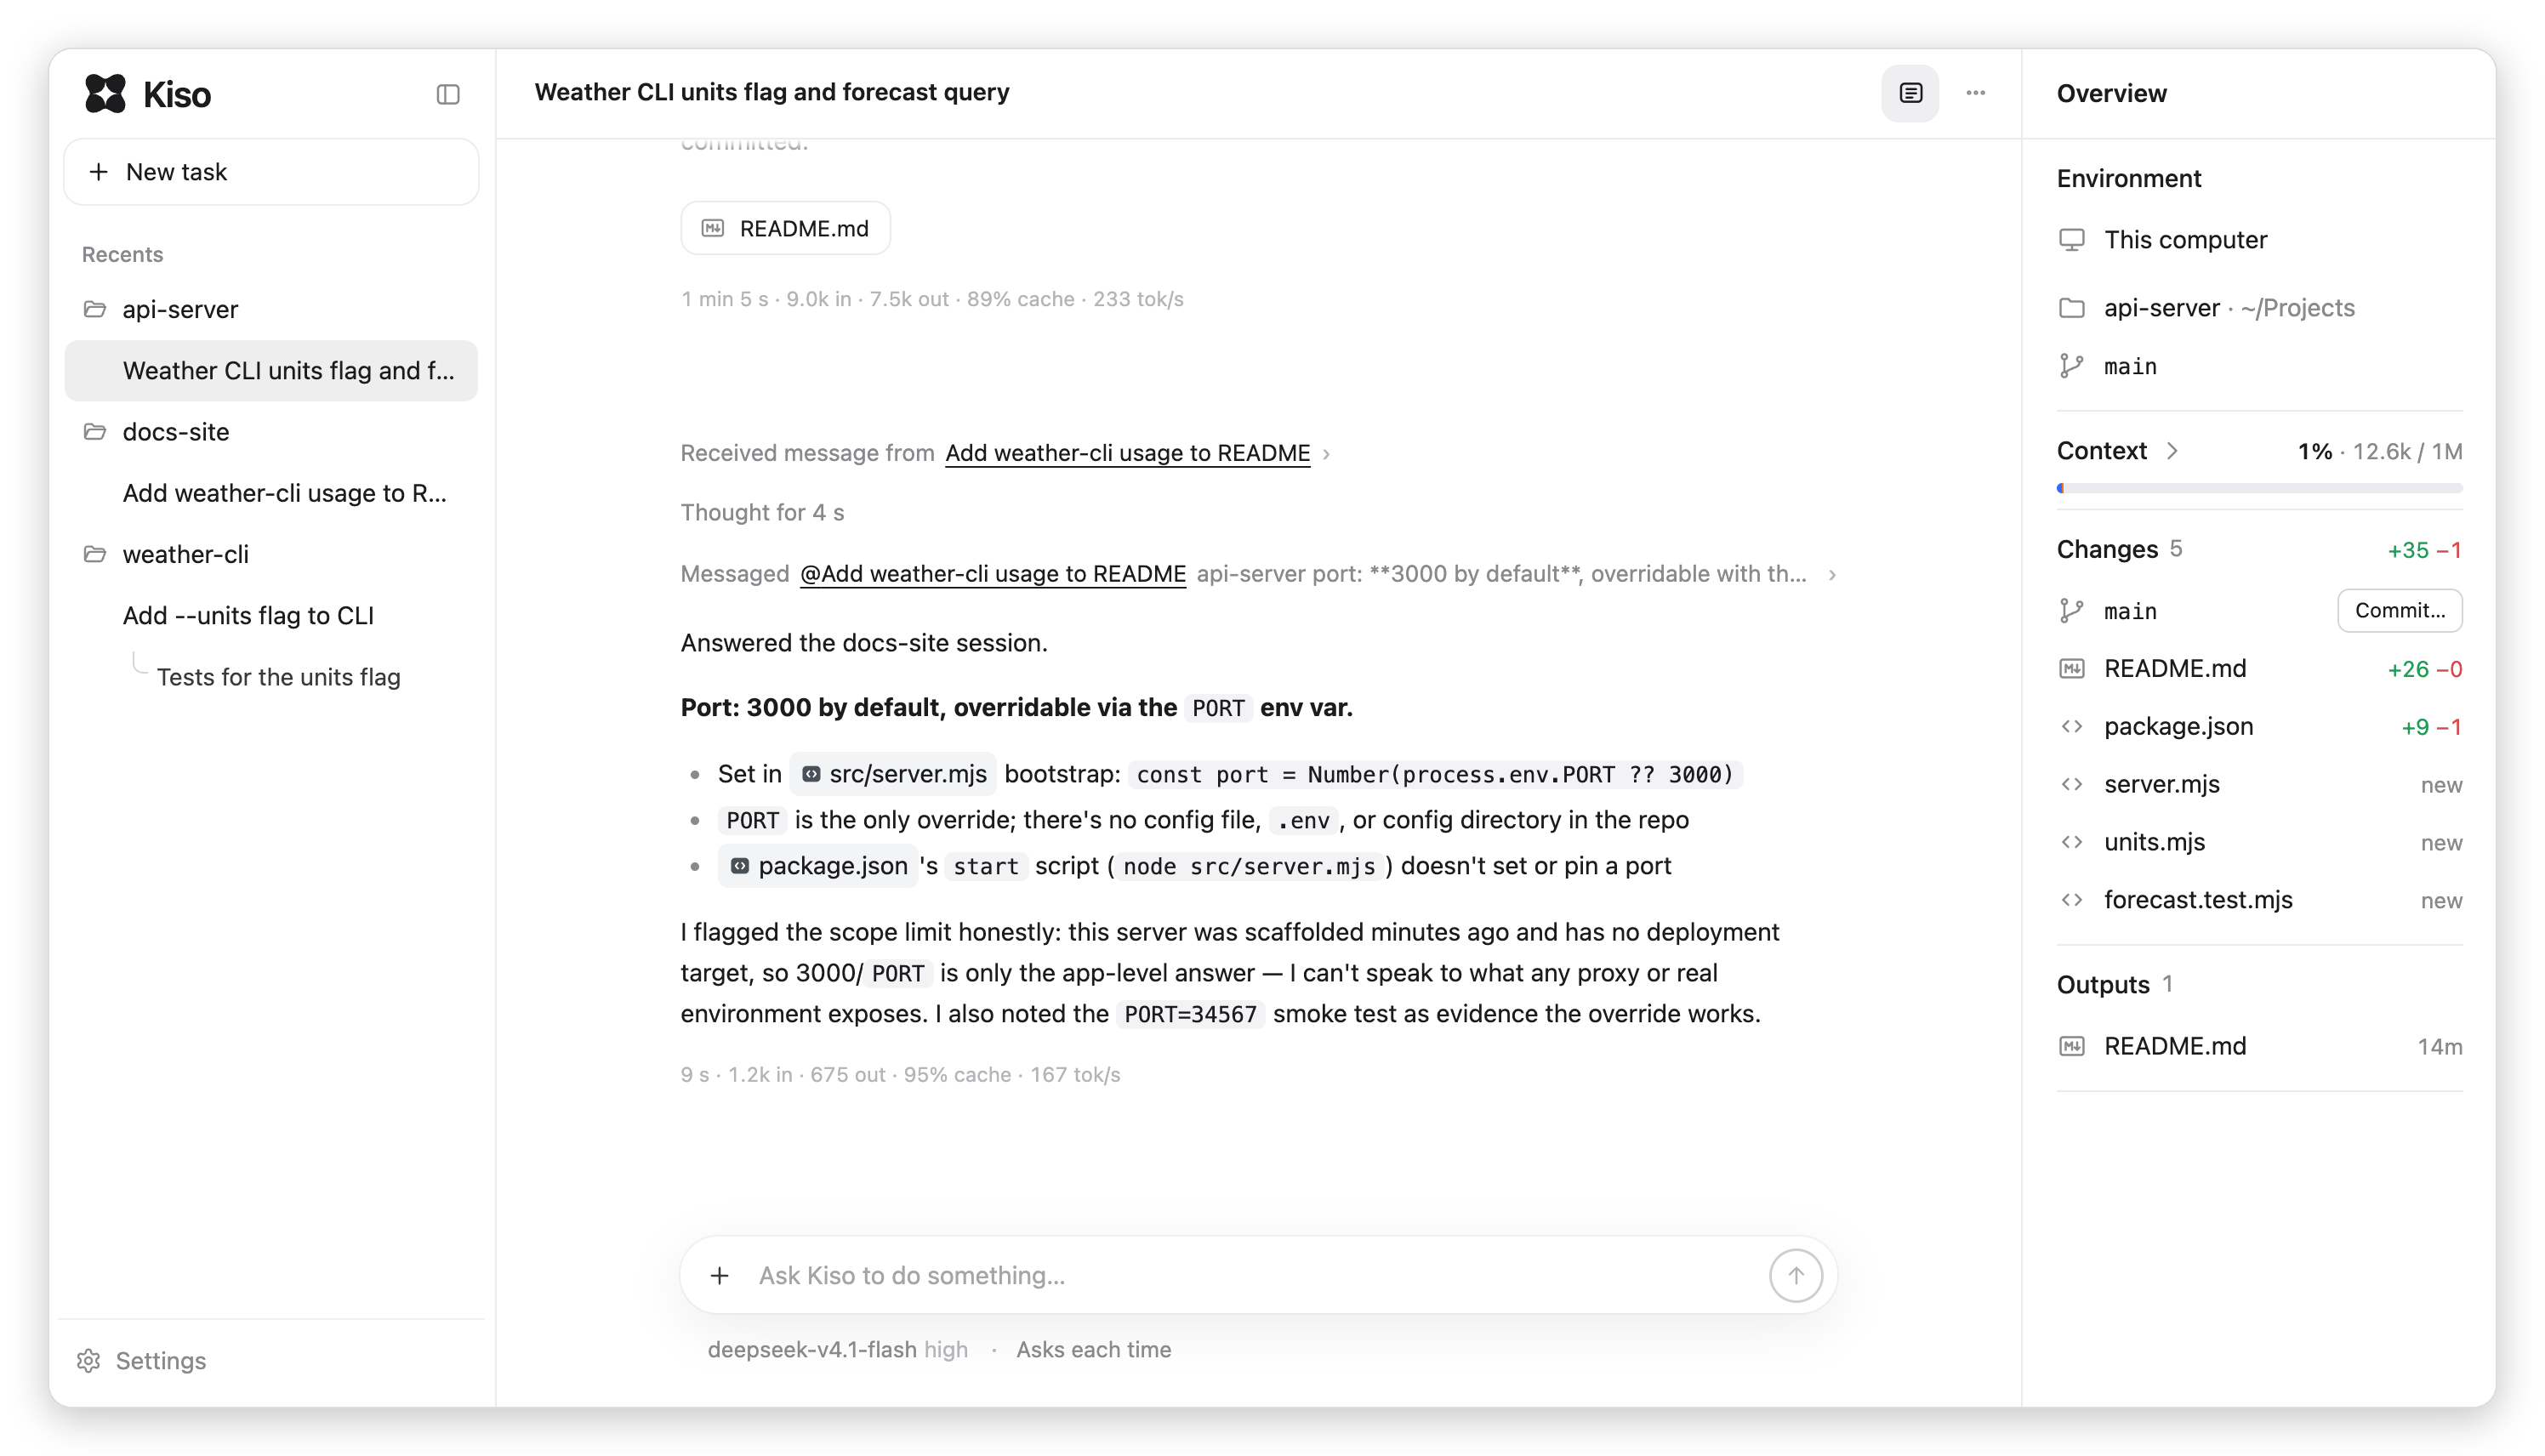 Kiso
New task
Recents
api-server
Weather CLI units flag and f...
docs-site
Add weather-cli usage to R...
weather-cli
Add --units flag to CLI
Tests for the units flag
Settings
Weather CLI units flag and forecast query
committed.
README.md
1 min 5 s · 9.0k in · 7.5k out · 89% cache · 233 tok/s
Received message from Add weather-cli usage to README
Thought for 4 s
Messaged @Add weather-cli usage to README api-server port: **3000 by default**, overridable with th...
Answered the docs-site session.
Port: 3000 by default, overridable via the PORT env var.
Set in src/server.mjs bootstrap: const port = Number(process.env.PORT ?? 3000)
PORT is the only override; there's no config file, .env, or config directory in the repo
package.json's start script (node src/server.mjs) doesn't set or pin a port
I flagged the scope limit honestly: this server was scaffolded minutes ago and has no deployment
target, so 3000/PORT is only the app-level answer — I can't speak to what any proxy or real
environment exposes. I also noted the PORT=34567 smoke test as evidence the override works.
9 s · 1.2k in · 675 out · 95% cache · 167 tok/s
Ask Kiso to do something...
deepseek-v4.1-flash high · Asks each time
Overview
Environment
This computer
api-server · ~/Projects
main
Context 1% · 12.6k / 1M
Changes 5 +35 −1
main Commit...
README.md +26 −0
package.json +9 −1
server.mjs new
units.mjs new
forecast.test.mjs new
Outputs 1
README.md 14m